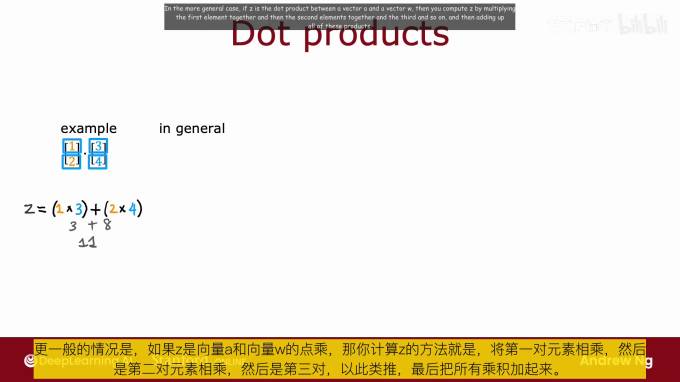 In the more general case, if z is the dot product between a vector a and a vector w, then you compute z by multiplying
the first element together and then the second elements together and the third and so on, and then adding up
all of these products.
Dot products
bilibili
example in general
[1] · [3]
[2] [4]
z = (1 × 3) + (2 × 4)
3 + 8
11
DeepLearning.AI Stanford ONLINE Andrew Ng
更一般的情况是，如果z是向量a和向量w的点乘，那你计算z的方法就是，将第一对元素相乘，然后
是第二对元素相乘，然后是第三对，以此类推，最后把所有乘积加起来。